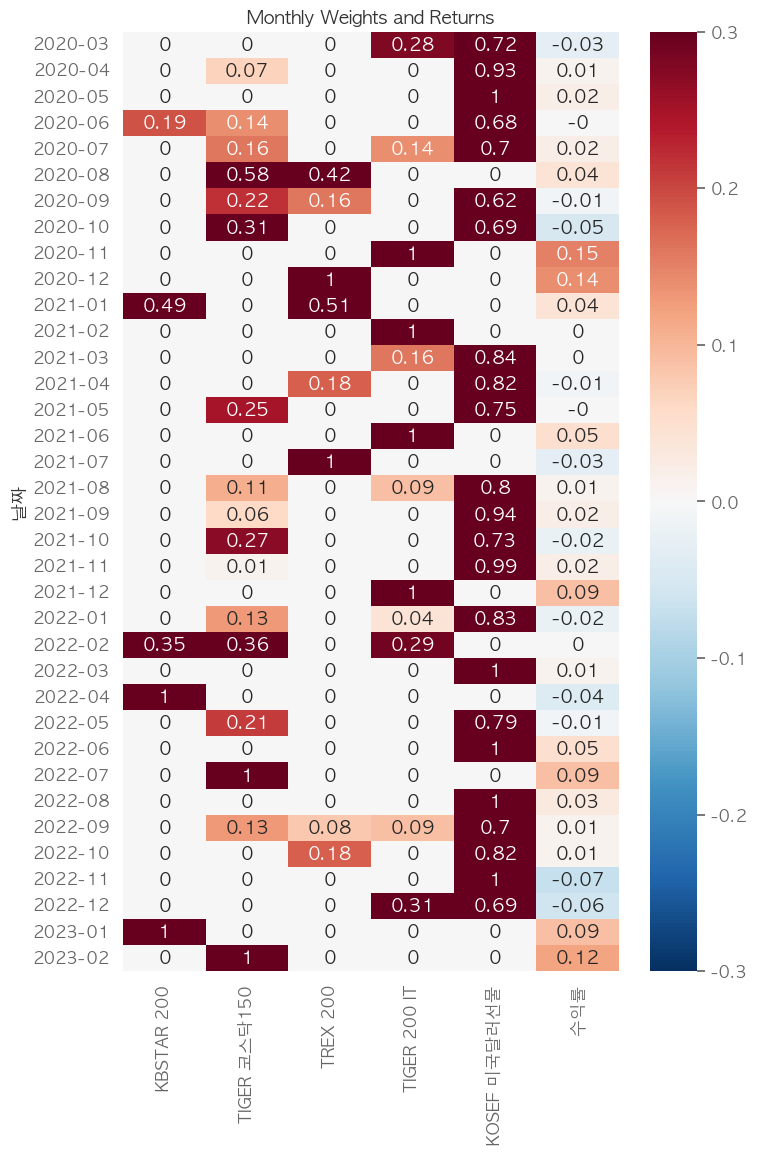 Monthly Weights and Returns
2020-03 0 0 0 0.28 0.72 -0.03
2020-04 0 0.07 0 0 0.93 0.01
2020-05 0 0 0 0 1 0.02
2020-06 0.19 0.14 0 0 0.68 -0
2020-07 0 0.16 0 0.14 0.7 0.02
2020-08 0 0.58 0.42 0 0 0.04
2020-09 0 0.22 0.16 0 0.62 -0.01
2020-10 0 0.31 0 0 0.69 -0.05
2020-11 0 0 0 1 0 0.15
2020-12 0 0 1 0 0 0.14
2021-01 0.49 0 0.51 0 0 0.04
2021-02 0 0 0 1 0 0
2021-03 0 0 0 0.16 0.84 0
2021-04 0 0 0.18 0 0.82 -0.01
2021-05 0 0.25 0 0 0.75 -0
2021-06 0 0 0 1 0 0.05
2021-07 0 0 1 0 0 -0.03
2021-08 0 0.11 0 0.09 0.8 0.01
2021-09 0 0.06 0 0 0.94 0.02
2021-10 0 0.27 0 0 0.73 -0.02
2021-11 0 0.01 0 0 0.99 0.02
2021-12 0 0 0 1 0 0.09
2022-01 0 0.13 0 0.04 0.83 -0.02
2022-02 0.35 0.36 0 0.29 0 0
2022-03 0 0 0 0 1 0.01
2022-04 1 0 0 0 0 -0.04
2022-05 0 0.21 0 0 0.79 -0.01
2022-06 0 0 0 0 1 0.05
2022-07 0 1 0 0 0 0.09
2022-08 0 0 0 0 1 0.03
2022-09 0 0.13 0.08 0.09 0.7 0.01
2022-10 0 0 0.18 0 0.82 0.01
2022-11 0 0 0 0 1 -0.07
2022-12 0 0 0 0.31 0.69 -0.06
2023-01 1 0 0 0 0 0.09
2023-02 0 1 0 0 0 0.12
날짜
KBSTAR 200
TIGER 코스닥150
TREX 200
TIGER 200 IT
KOSEF 미국달러선물
수익률
0.3
0.2
0.1
0.0
-0.1
-0.2
-0.3